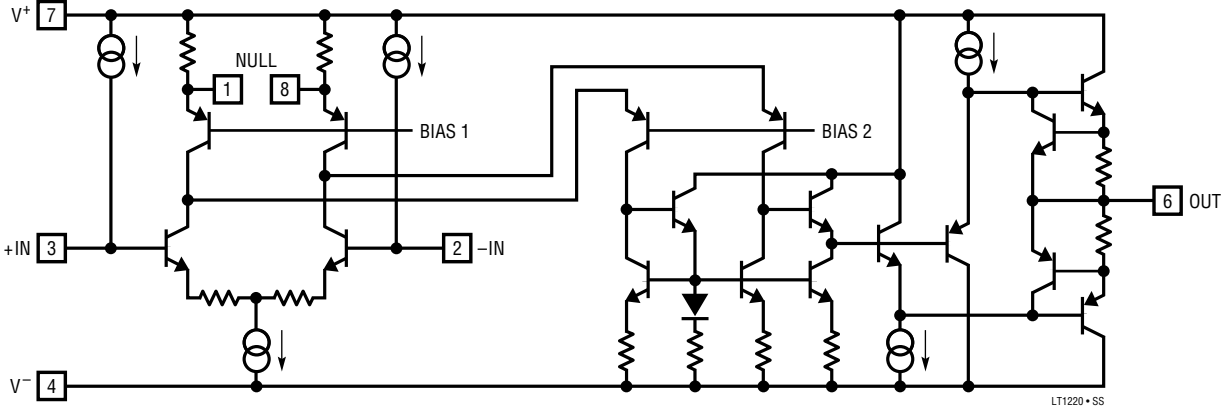 V+ 7
NULL
1 8
BIAS 1
BIAS 2
+IN 3
2 –IN
6 OUT
V– 4
LT1220 • SS